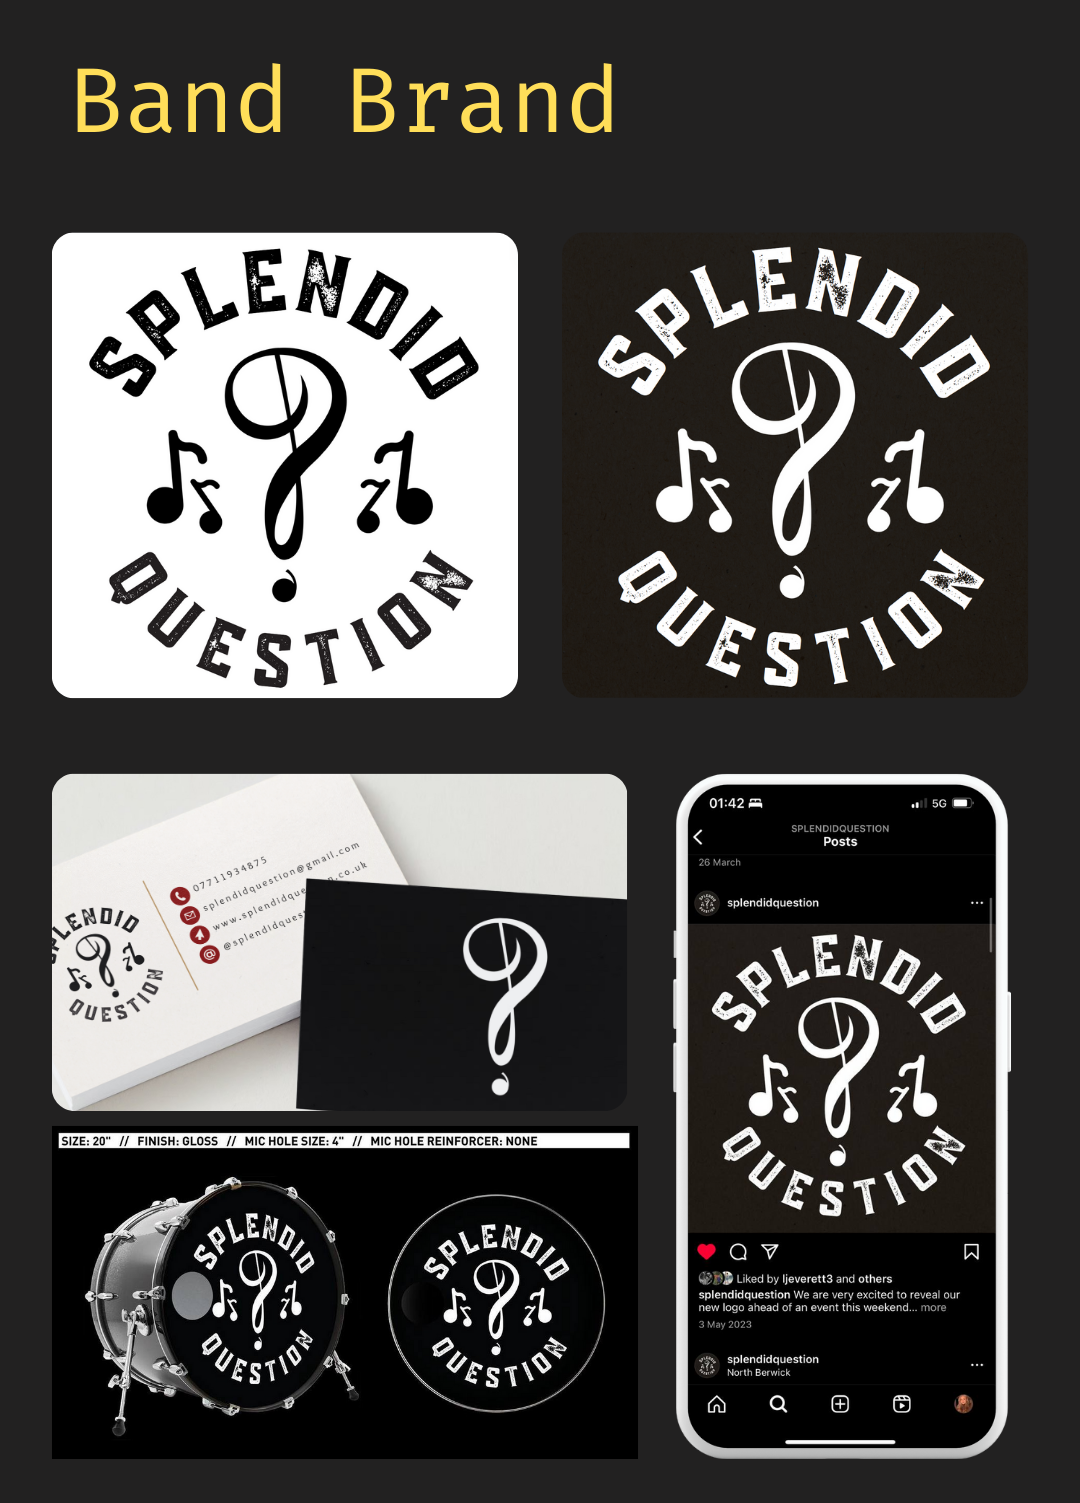 Band Brand
SPLENDID
QUESTION
SPLENDID
QUESTION
SPLENDID
QUESTION
07711934875
splendidquestion@gmail.com
www.splendidque on.co.uk
@splendidquest
SIZE: 20" // FINISH: GLOSS // MIC HOLE SIZE: 4" // MIC HOLE REINFORCER: NONE
SPLENDID
QUESTION
SPLENDID
QUESTION
01:42 5G
SPLENDIDQUESTION
Posts
26 March
splendidquestion
SPLENDID
QUESTION
Liked by ljeverett3 and others
splendidquestion We are very excited to reveal our
new logo ahead of an event this weekend... more
3 May 2023
splendidquestion
North Berwick